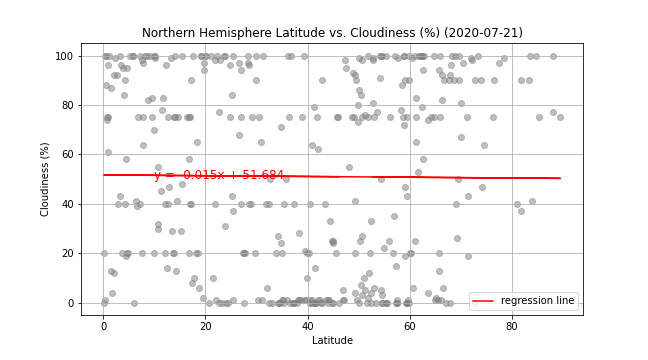 Northern Hemisphere Latitude vs. Cloudiness (%) (2020-07-21)
Cloudiness (%)
100
80
60
40
20
0
y = -0.015x + 51.684
regression line
0 20 40 60 80
Latitude